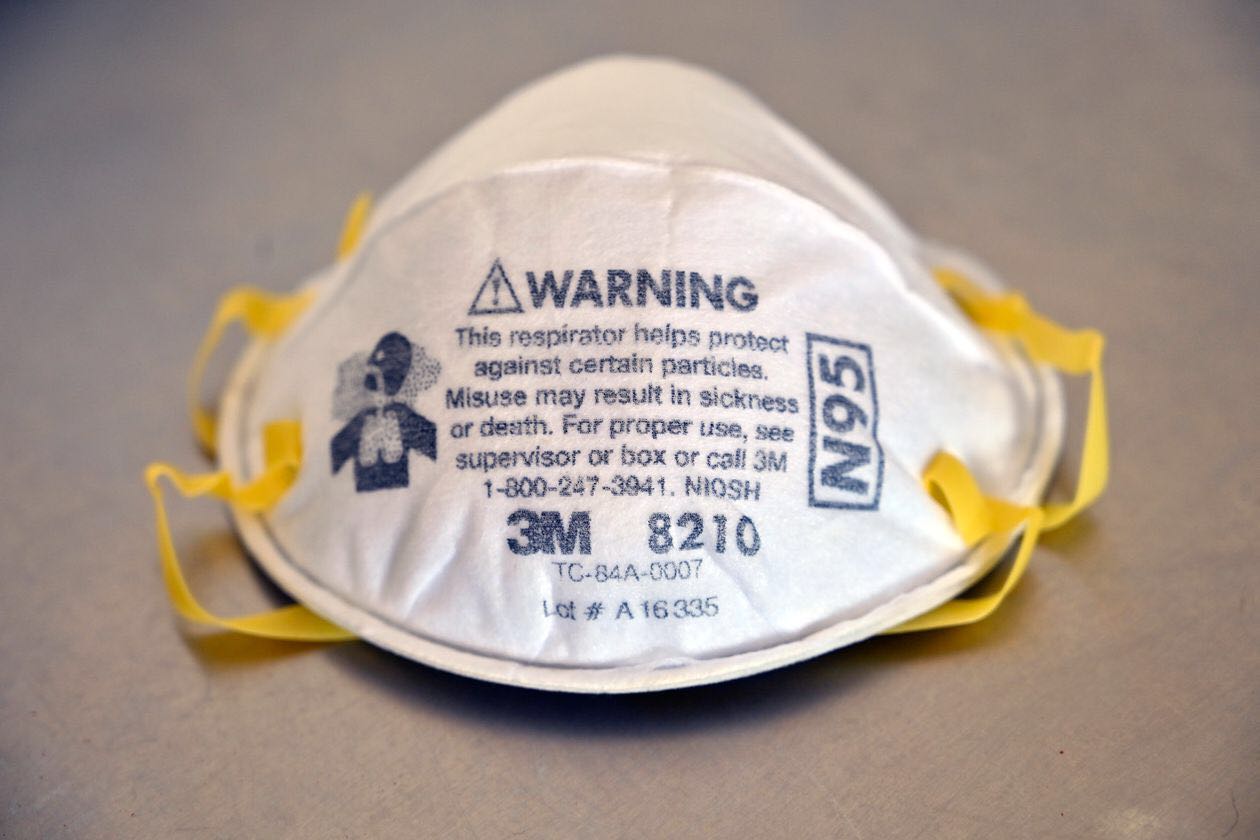 WARNING
This respirator helps protect
against certain particles.
Misuse may result in sickness
or death. For proper use, see
supervisor or box or call 3M
1-800-247-3941. NIOSH
3M 8210
TC-84A-0007
Lot # A 16335
N95